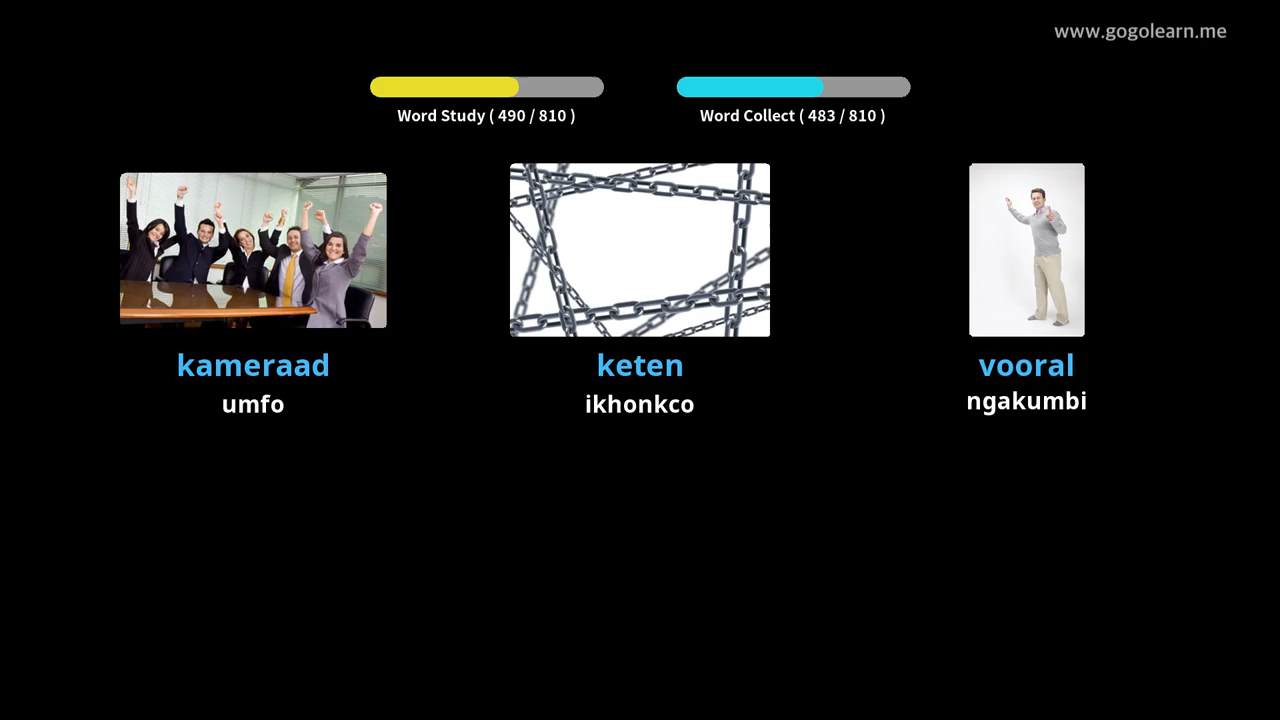 www.gogolearn.me
Word Study ( 490 / 810 )
Word Collect ( 483 / 810 )
kameraad
umfo
keten
ikhonkco
vooral
ngakumbi